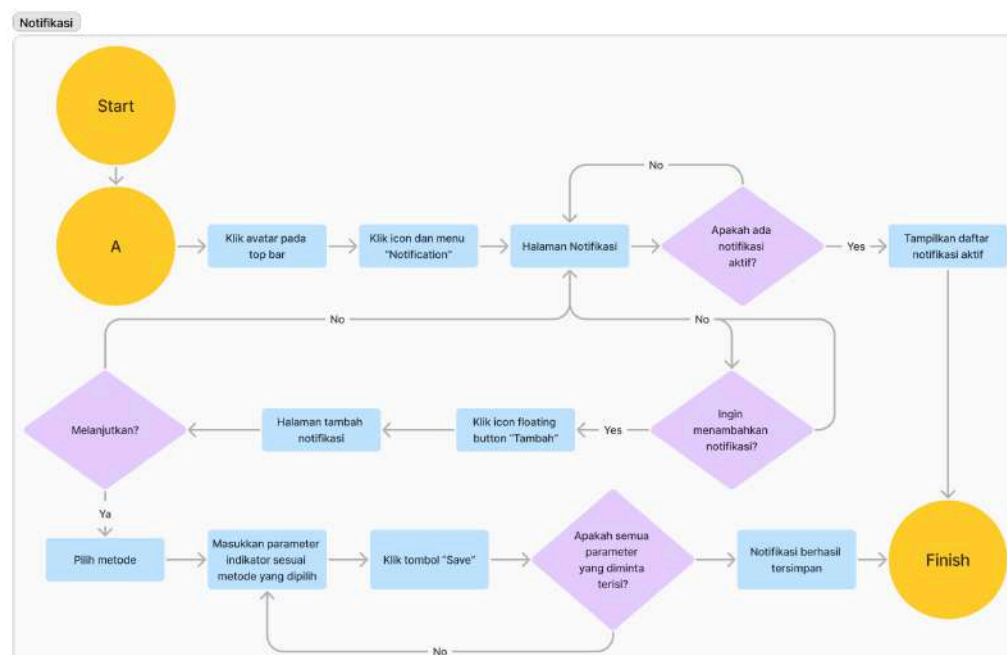 Notifikasi
Start
A
Klik avatar pada
top bar
Klik icon dan menu
"Notification"
Halaman Notifikasi
No
Apakah ada
notifikasi
aktif?
Yes
Tampilkan daftar
notifikasi aktif
No
No
Melanjutkan?
Halaman tambah
notifikasi
Klik icon floating
button "Tambah"
Yes
Ingin
menambahkan
notifikasi?
Ya
Pilih metode
Masukkan parameter
indikator sesuai
metode yang dipilih
Klik tombol "Save"
Apakah semua
parameter
yang diminta
terisi?
Notifikasi berhasil
tersimpan
Finish
No